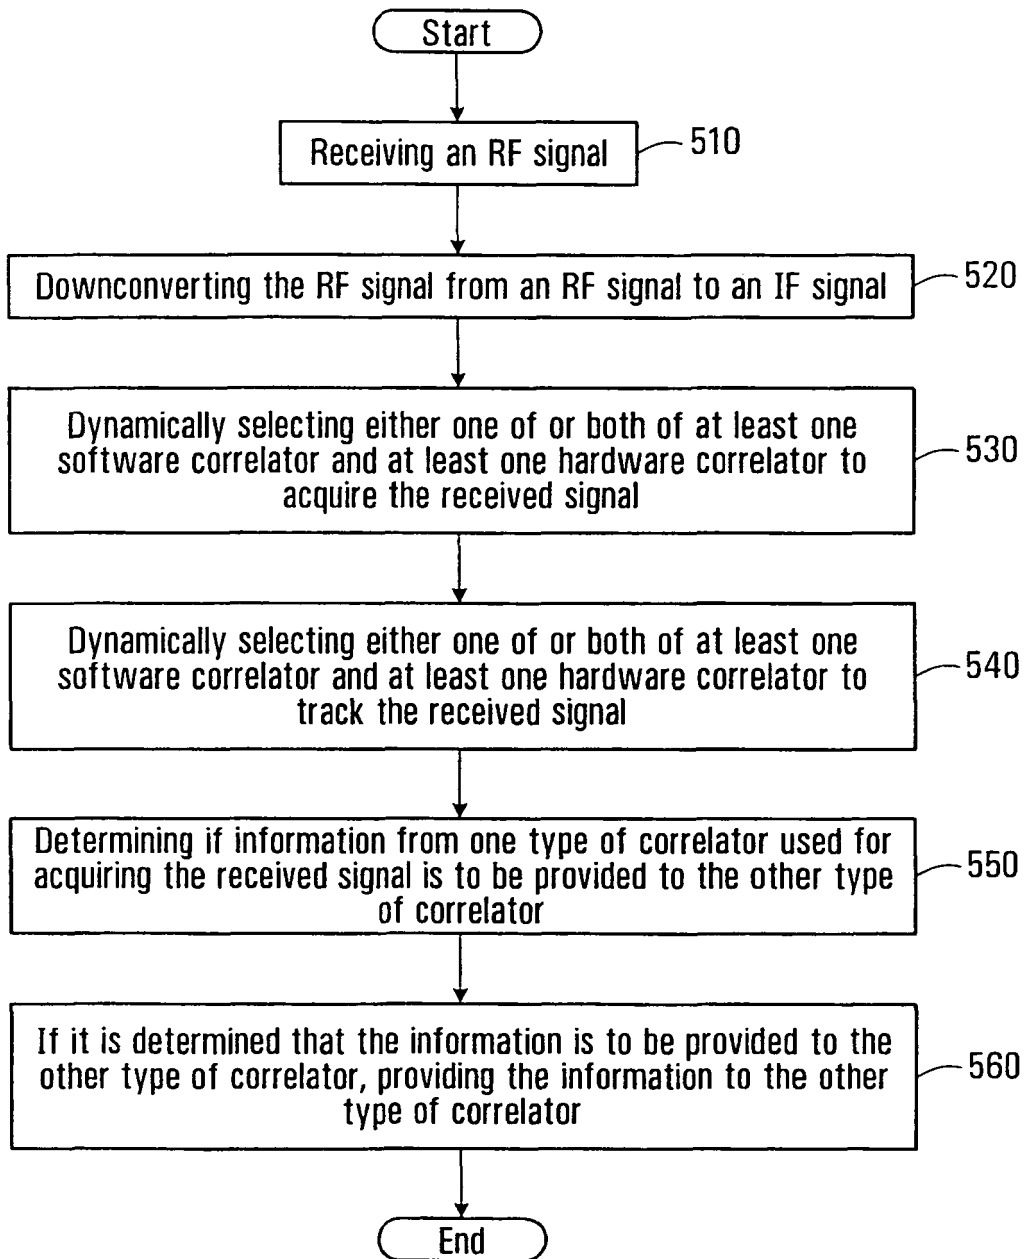 Start
Receiving an RF signal
510
Downconverting the RF signal from an RF signal to an IF signal
520
Dynamically selecting either one of or both of at least one
software correlator and at least one hardware correlator to
acquire the received signal
530
Dynamically selecting either one of or both of at least one
software correlator and at least one hardware correlator to
track the received signal
540
Determining if information from one type of correlator used for
acquiring the received signal is to be provided to the other type
of correlator
550
If it is determined that the information is to be provided to the
other type of correlator, providing the information to the other
type of correlator
560
End